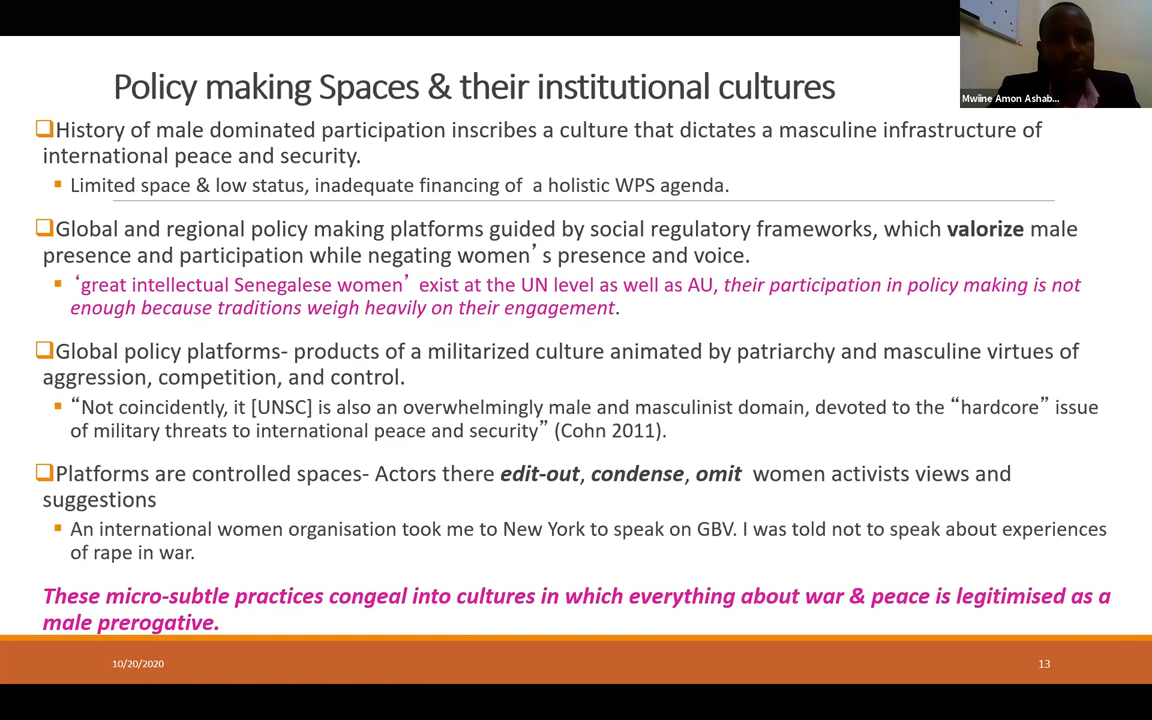 Policy making Spaces & their institutional cultures
Mwiine Amon Ashab...
❑History of male dominated participation inscribes a culture that dictates a masculine infrastructure of
international peace and security.
▪ Limited space & low status, inadequate financing of a holistic WPS agenda.
❑Global and regional policy making platforms guided by social regulatory frameworks, which valorize male
presence and participation while negating women’s presence and voice.
▪ ‘great intellectual Senegalese women’ exist at the UN level as well as AU, their participation in policy making is not
enough because traditions weigh heavily on their engagement.
❑Global policy platforms- products of a militarized culture animated by patriarchy and masculine virtues of
aggression, competition, and control.
▪ “Not coincidently, it [UNSC] is also an overwhelmingly male and masculinist domain, devoted to the “hardcore” issue
of military threats to international peace and security” (Cohn 2011).
❑Platforms are controlled spaces- Actors there edit-out, condense, omit women activists views and
suggestions
▪ An international women organisation took me to New York to speak on GBV. I was told not to speak about experiences
of rape in war.
These micro-subtle practices congeal into cultures in which everything about war & peace is legitimised as a
male prerogative.
10/20/2020
13